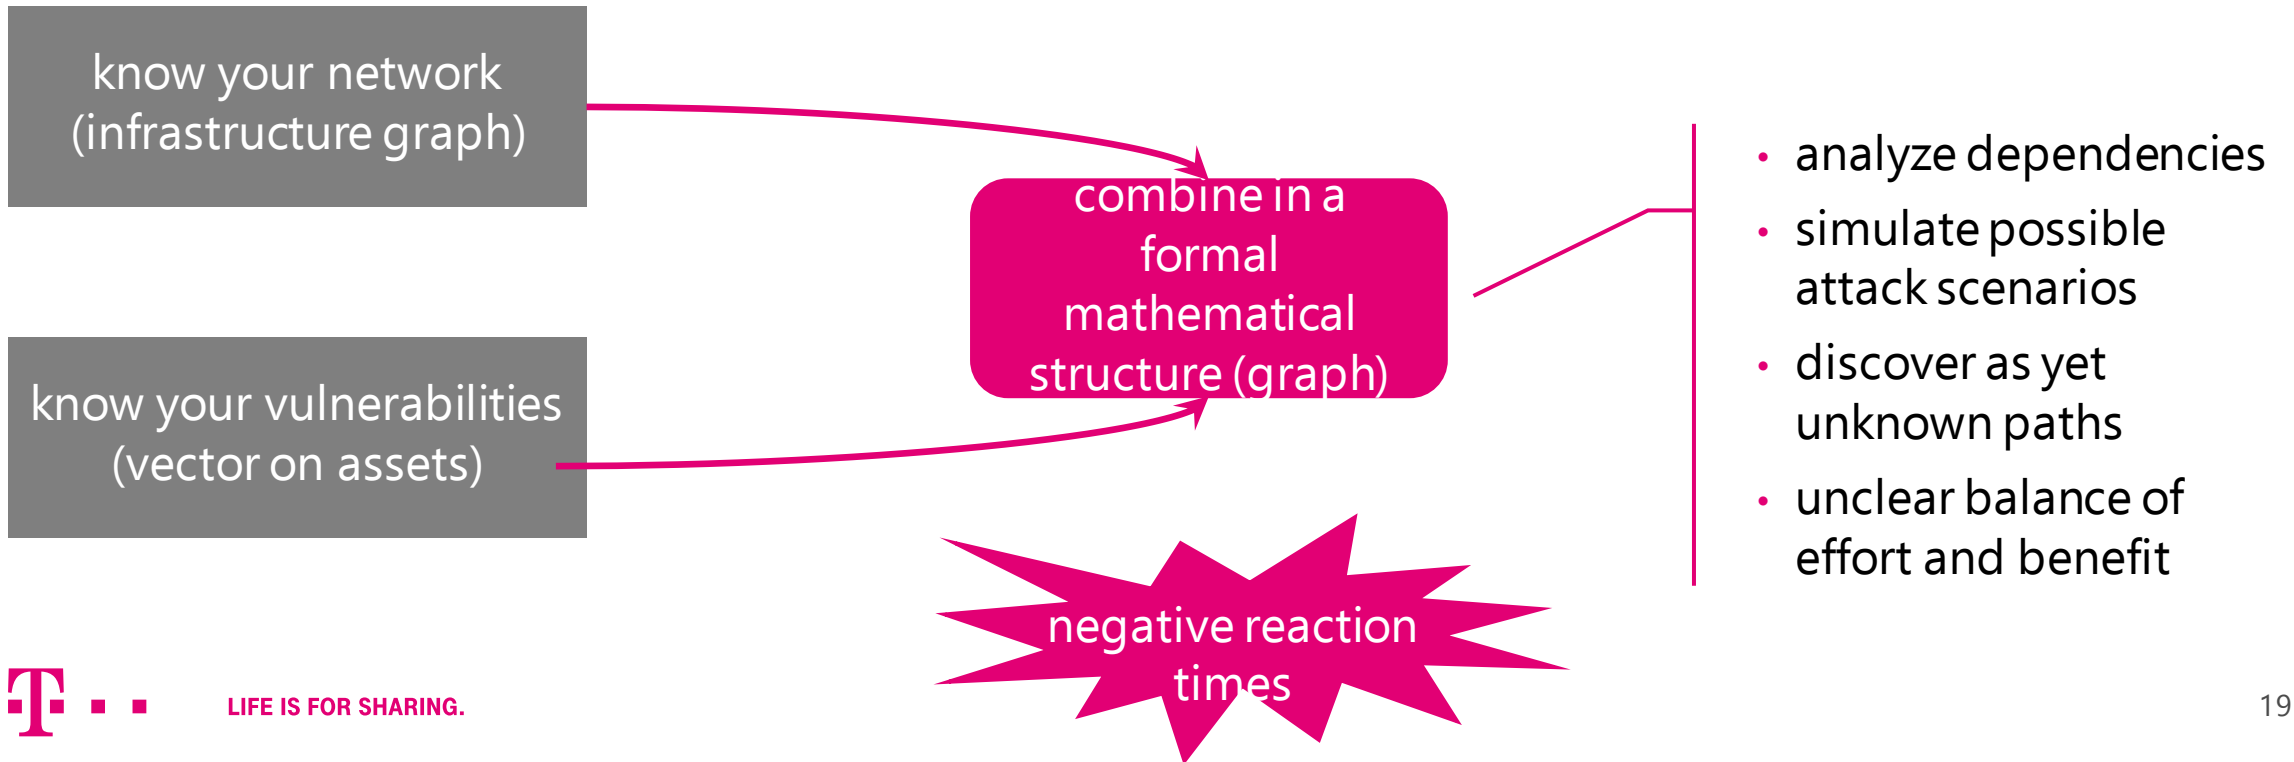 know your network
(infrastructure graph)
know your vulnerabilities
(vector on assets)
combine in a
formal
mathematical
structure (graph)
• analyze dependencies
• simulate possible
attack scenarios
• discover as yet
unknown paths
• unclear balance of
effort and benefit
negative reaction
times
T
LIFE IS FOR SHARING.
19